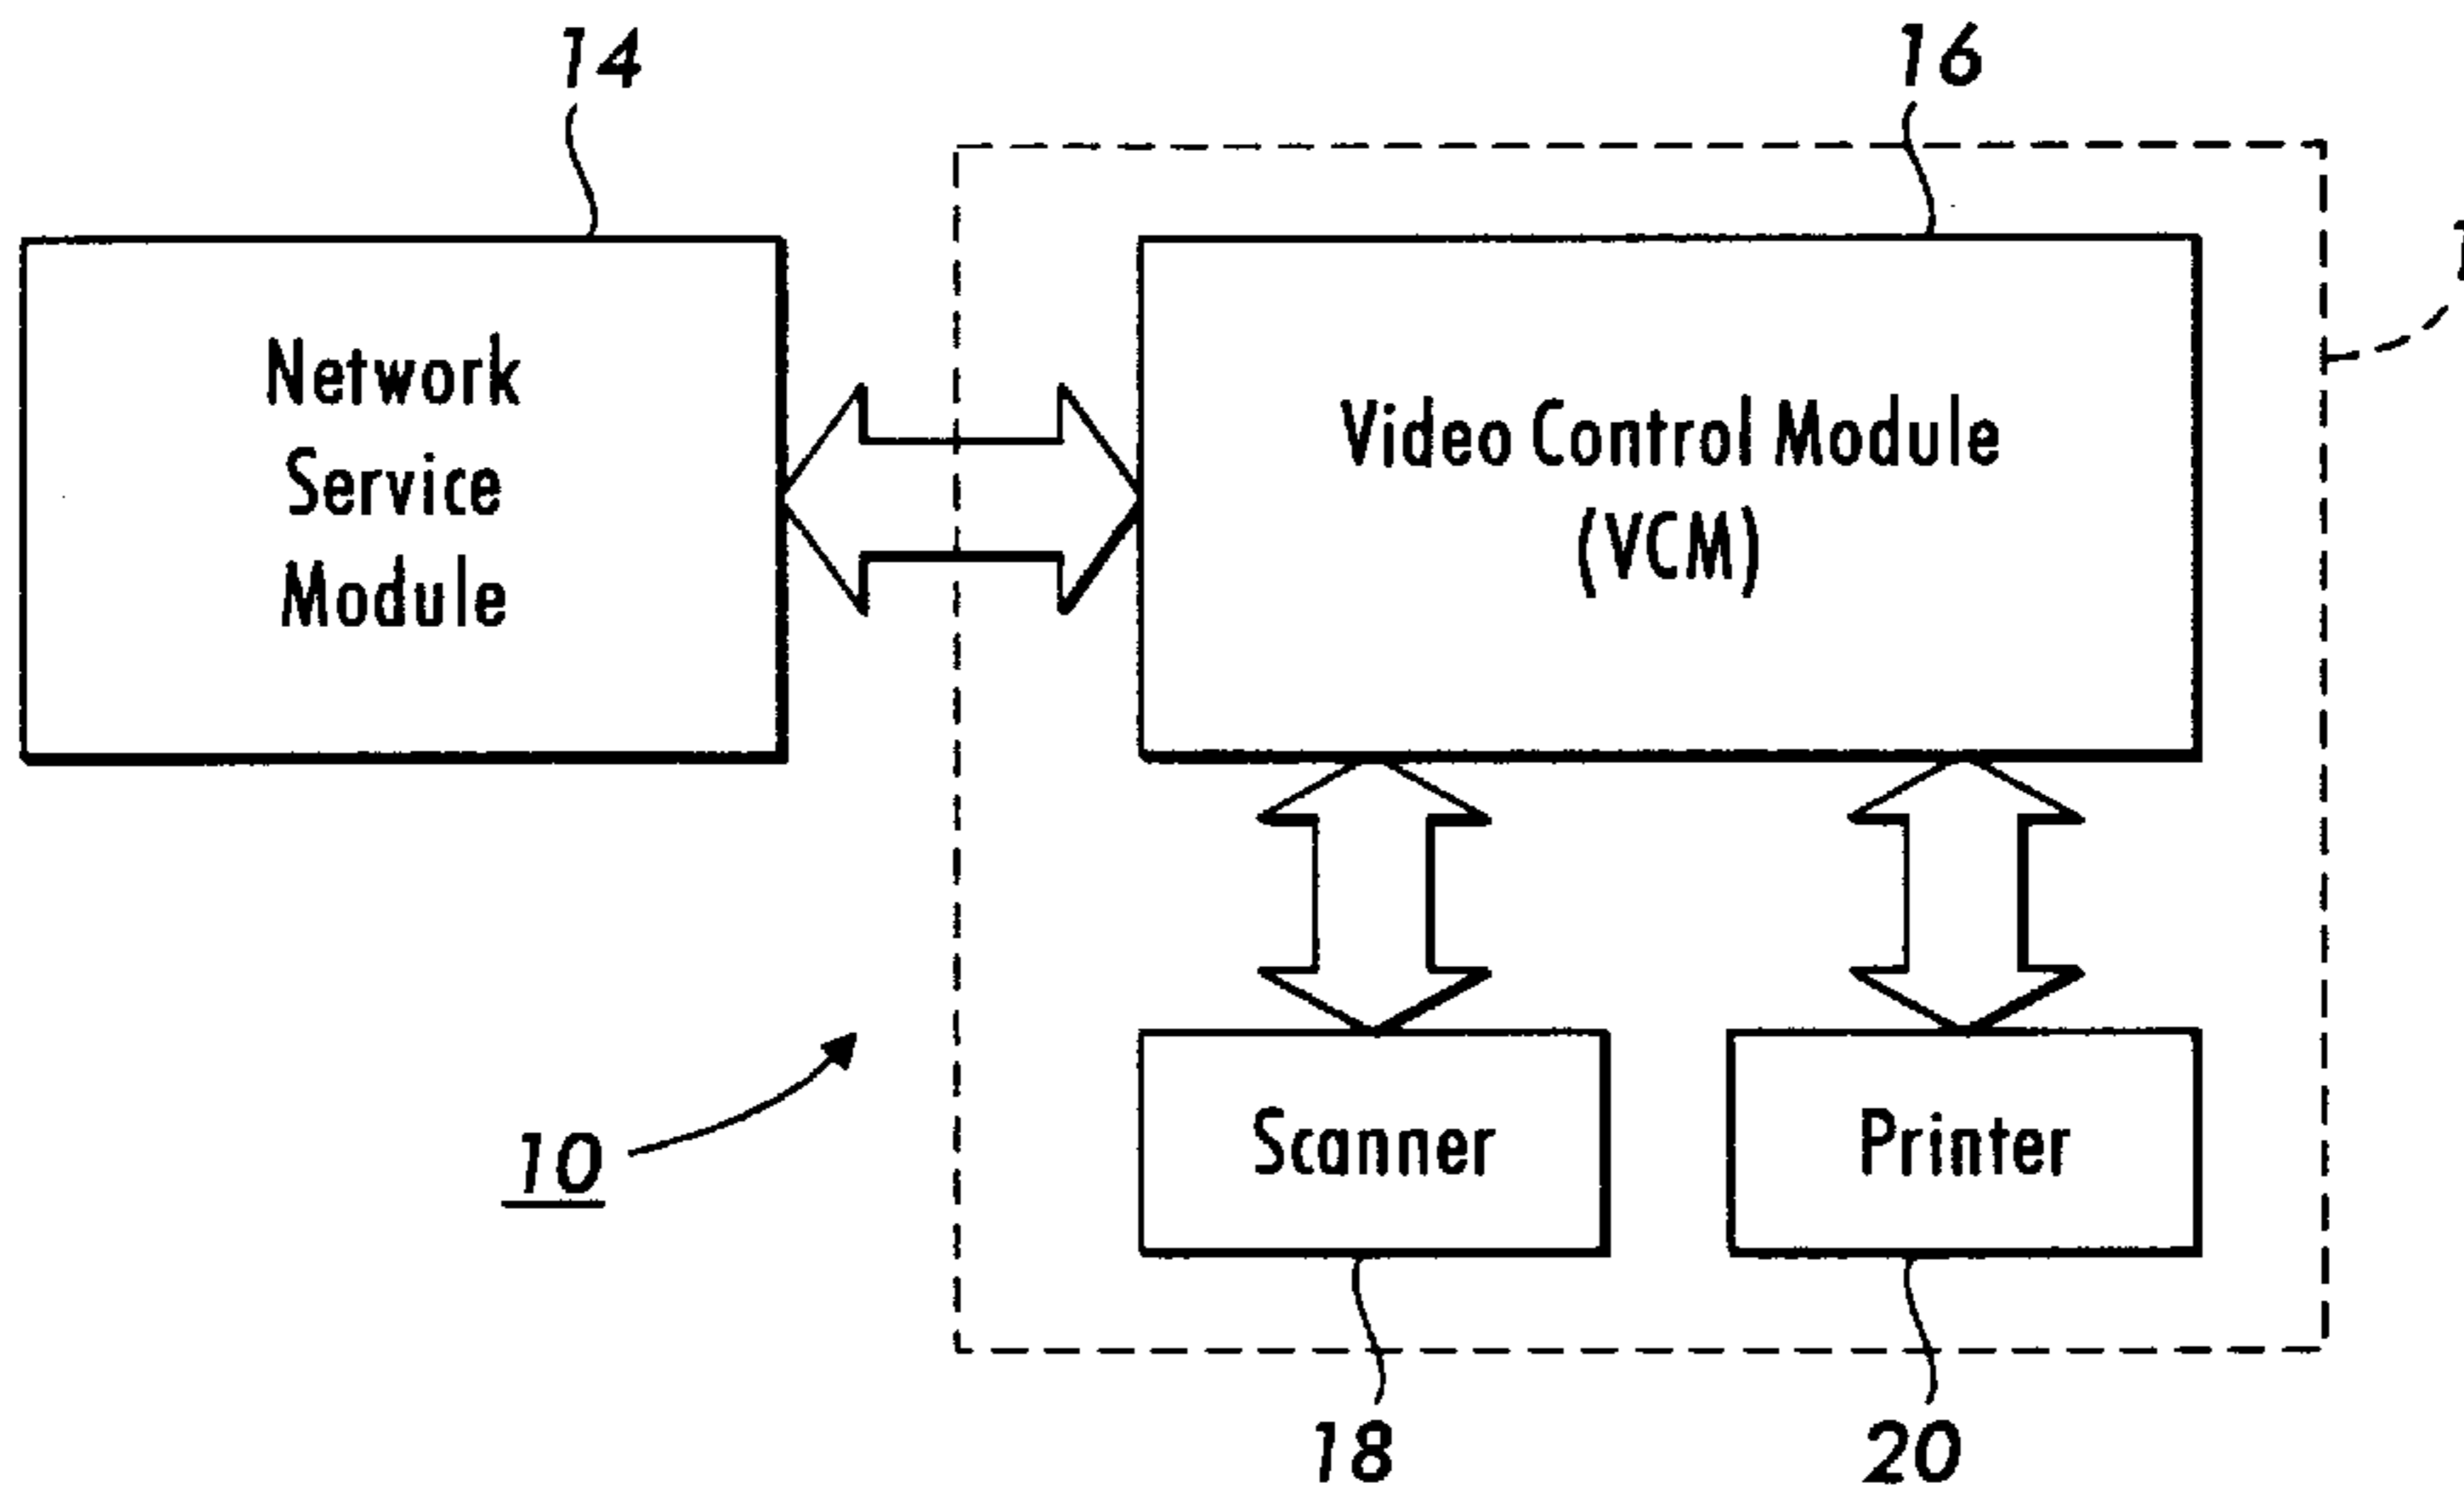 14
16
Network
Service
Module
Video Control Module
(VCM)
10
Scanner
Printer
18
20